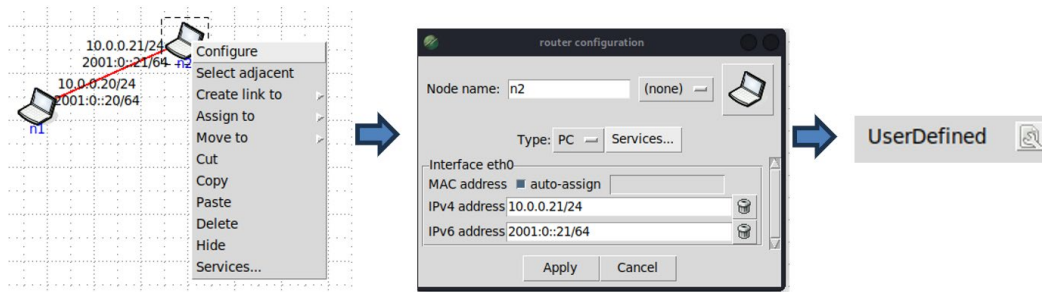 10.0.0.21/24
2001:0::21/64
n2
10.0.0.20/24
2001:0::20/64
n1
Configure
Select adjacent
Create link to
Assign to
Move to
Cut
Copy
Paste
Delete
Hide
Services...
router configuration
Node name: n2 (none)
Type: PC Services...
Interface eth0
MAC address auto-assign
IPv4 address 10.0.0.21/24
IPv6 address 2001:0::21/64
Apply Cancel
UserDefined